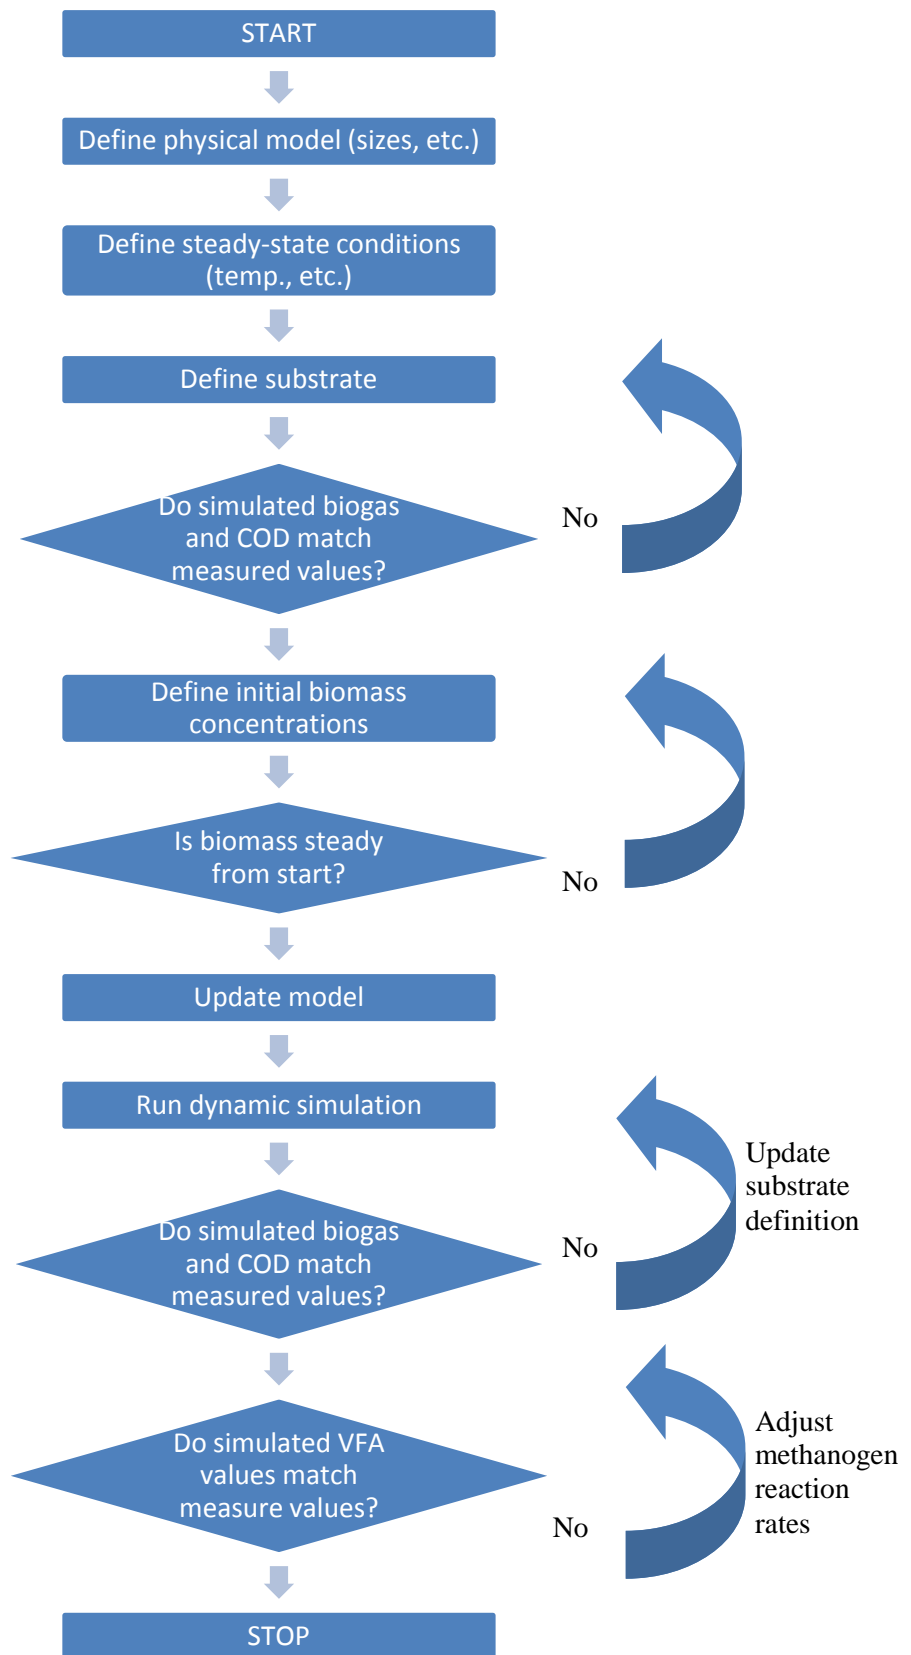 START
Define physical model (sizes, etc.)
Define steady-state conditions
(temp., etc.)
Define substrate
Do simulated biogas
and COD match
measured values?
No
Define initial biomass
concentrations
Is biomass steady
from start?
No
Update model
Run dynamic simulation
Do simulated biogas
and COD match
measured values?
No
Update
substrate
definition
Do simulated VFA
values match
measure values?
No
Adjust
methanogen
reaction
rates
STOP